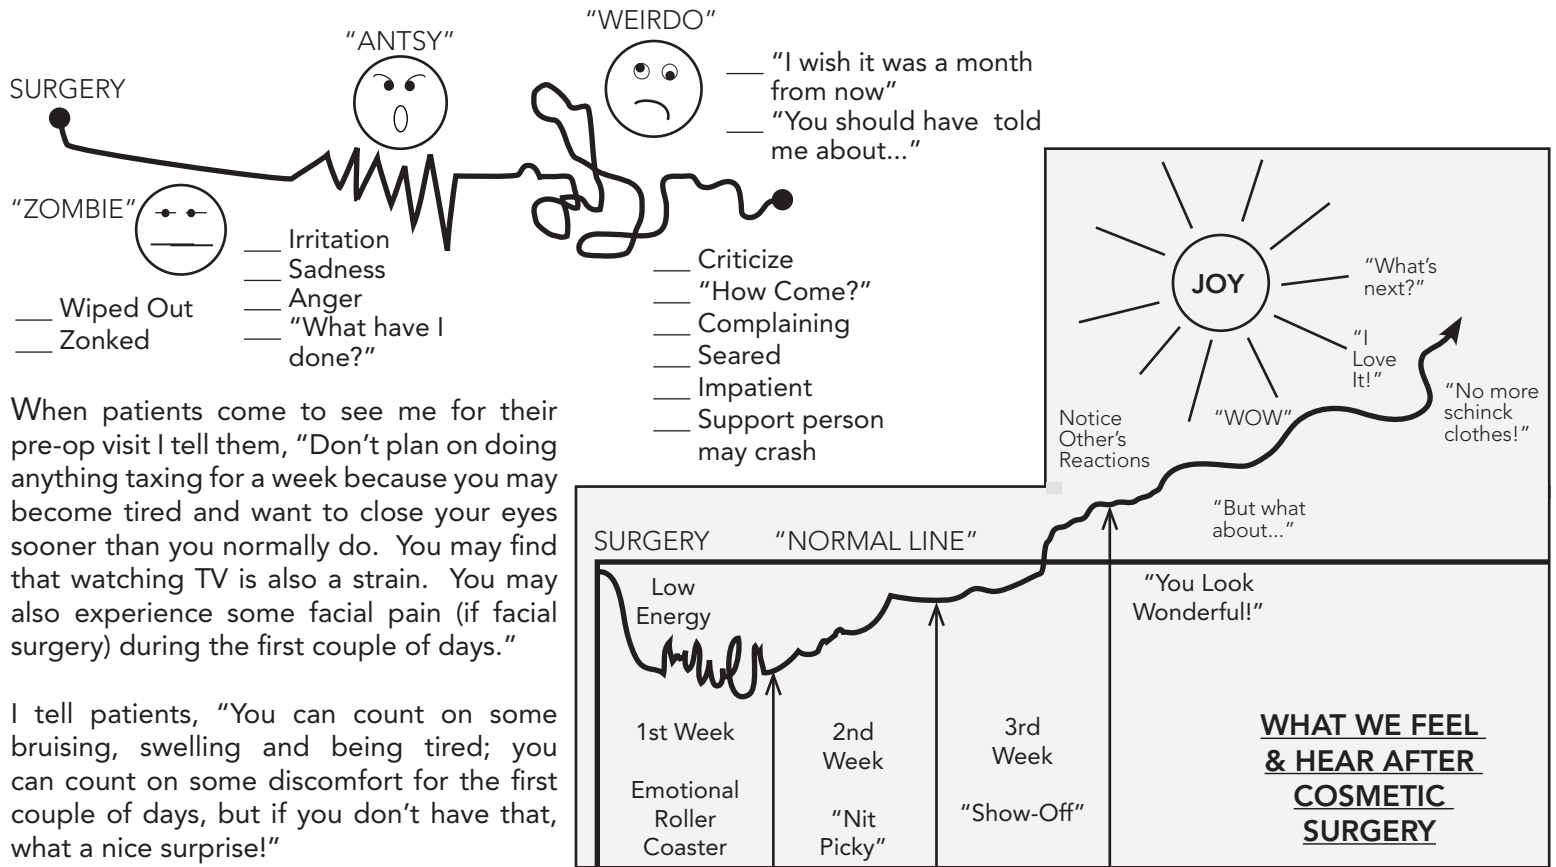 SURGERY
"ANTSY"
"WEIRDO"
___ "I wish it was a month
from now"
___ "You should have  told
me about..."
"ZOMBIE"
___ Wiped Out
___ Zonked
___ Irritation
___ Sadness
___ Anger
___ "What have I
done?"
___ Criticize
___ "How Come?"
___ Complaining
___ Seared
___ Impatient
___ Support person
may crash
When patients come to see me for their
pre-op visit I tell them, "Don't plan on doing
anything taxing for a week because you may
become tired and want to close your eyes
sooner than you normally do.  You may find
that watching TV is also a strain.  You may
also experience some facial pain (if facial
surgery) during the first couple of days."
I tell patients, "You can count on some
bruising, swelling and being tired; you
can count on some discomfort for the first
couple of days, but if you don't have that,
what a nice surprise!"
JOY
"What's
next?"
"I
Love
It!"
"No more
schinck
clothes!"
"WOW"
Notice
Other's
Reactions
"But what
about..."
SURGERY
"NORMAL LINE"
Low
Energy
"You Look
Wonderful!"
1st Week
Emotional
Roller
Coaster
2nd
Week
"Nit
Picky"
3rd
Week
"Show-Off"
WHAT WE FEEL
& HEAR AFTER
COSMETIC
SURGERY